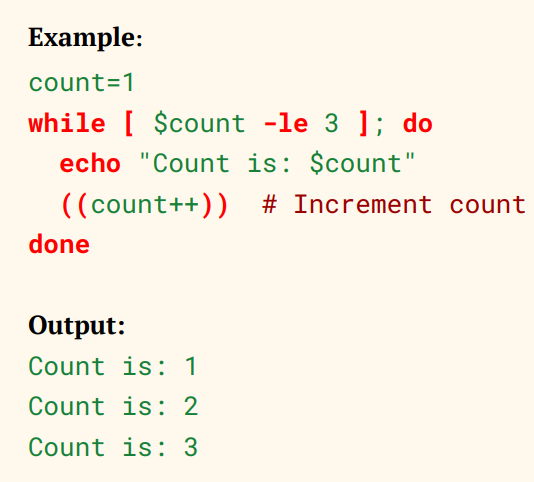 Example:
count=1
while [ $count -le 3 ]; do
  echo "Count is: $count"
  ((count++))  # Increment count
done
Output:
Count is: 1
Count is: 2
Count is: 3